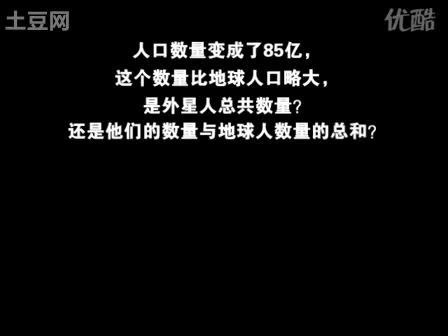 土豆网
优酷
人口数量变成了85亿，
这个数量比地球人口略大，
是外星人总共数量?
还是他们的数量与地球人数量的总和?